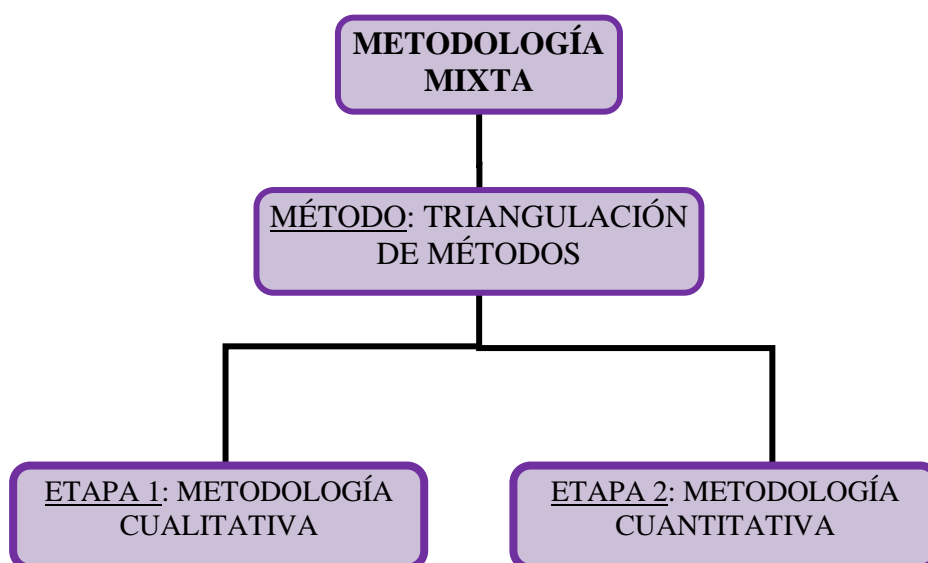 METODOLOGÍA
MIXTA
MÉTODO: TRIANGULACIÓN
DE MÉTODOS
ETAPA 1: METODOLOGÍA
CUALITATIVA
ETAPA 2: METODOLOGÍA
CUANTITATIVA